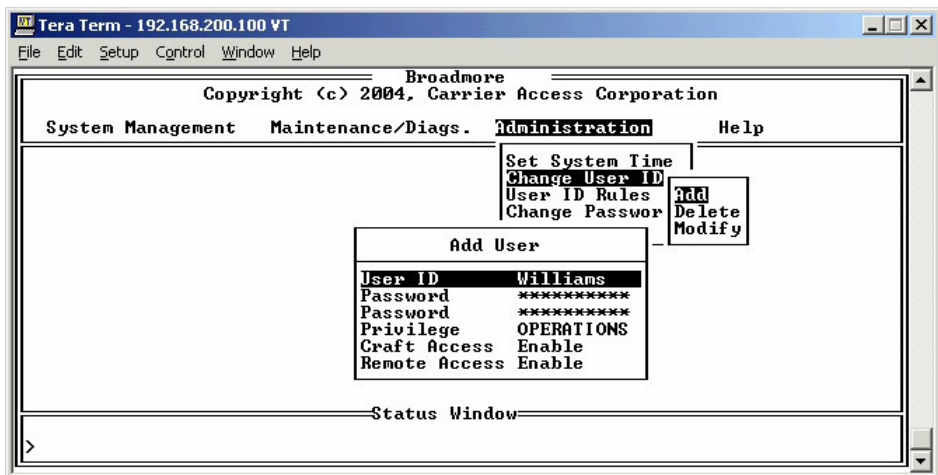 Tera Term - 192.168.200.100 VT
File Edit Setup Control Window Help
Broadmore
Copyright (c) 2004, Carrier Access Corporation
System Management Maintenance/Diags. Administration Help
Set System Time
Change User ID
User ID Rules
Change Passwor
Add
Delete
Modify
Add User
User ID Williams
Password **********
Password **********
Privilege OPERATIONS
Craft Access Enable
Remote Access Enable
Status Window
>